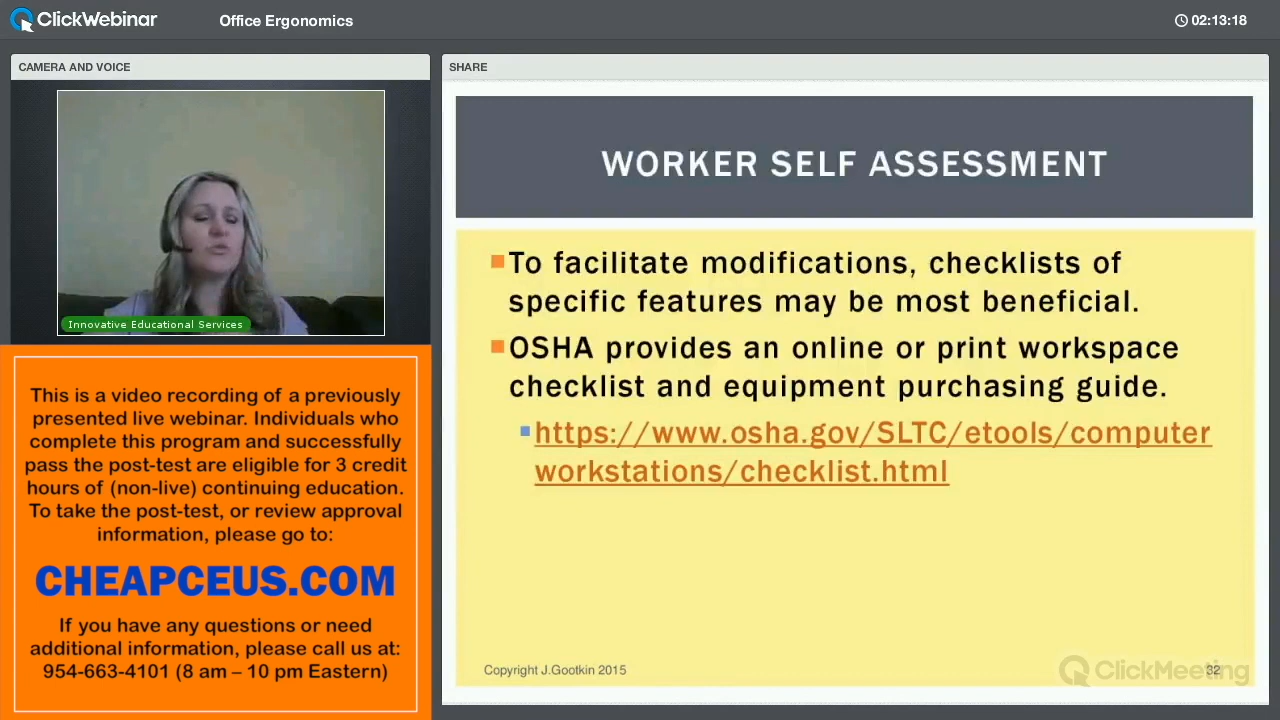 ClickWebinar
Office Ergonomics
02:13:18
CAMERA AND VOICE
Innovative Educational Services
This is a video recording of a previously
presented live webinar. Individuals who
complete this program and successfully
pass the post-test are eligible for 3 credit
hours of (non-live) continuing education.
To take the post-test, or review approval
information, please go to:
CHEAPCEUS.COM
If you have any questions or need
additional information, please call us at:
954-663-4101 (8 am – 10 pm Eastern)
SHARE
WORKER SELF ASSESSMENT
To facilitate modifications, checklists of
specific features may be most beneficial.
OSHA provides an online or print workspace
checklist and equipment purchasing guide.
https://www.osha.gov/SLTC/etools/computer
workstations/checklist.html
Copyright J.Gootkin 2015
32
ClickMeeting